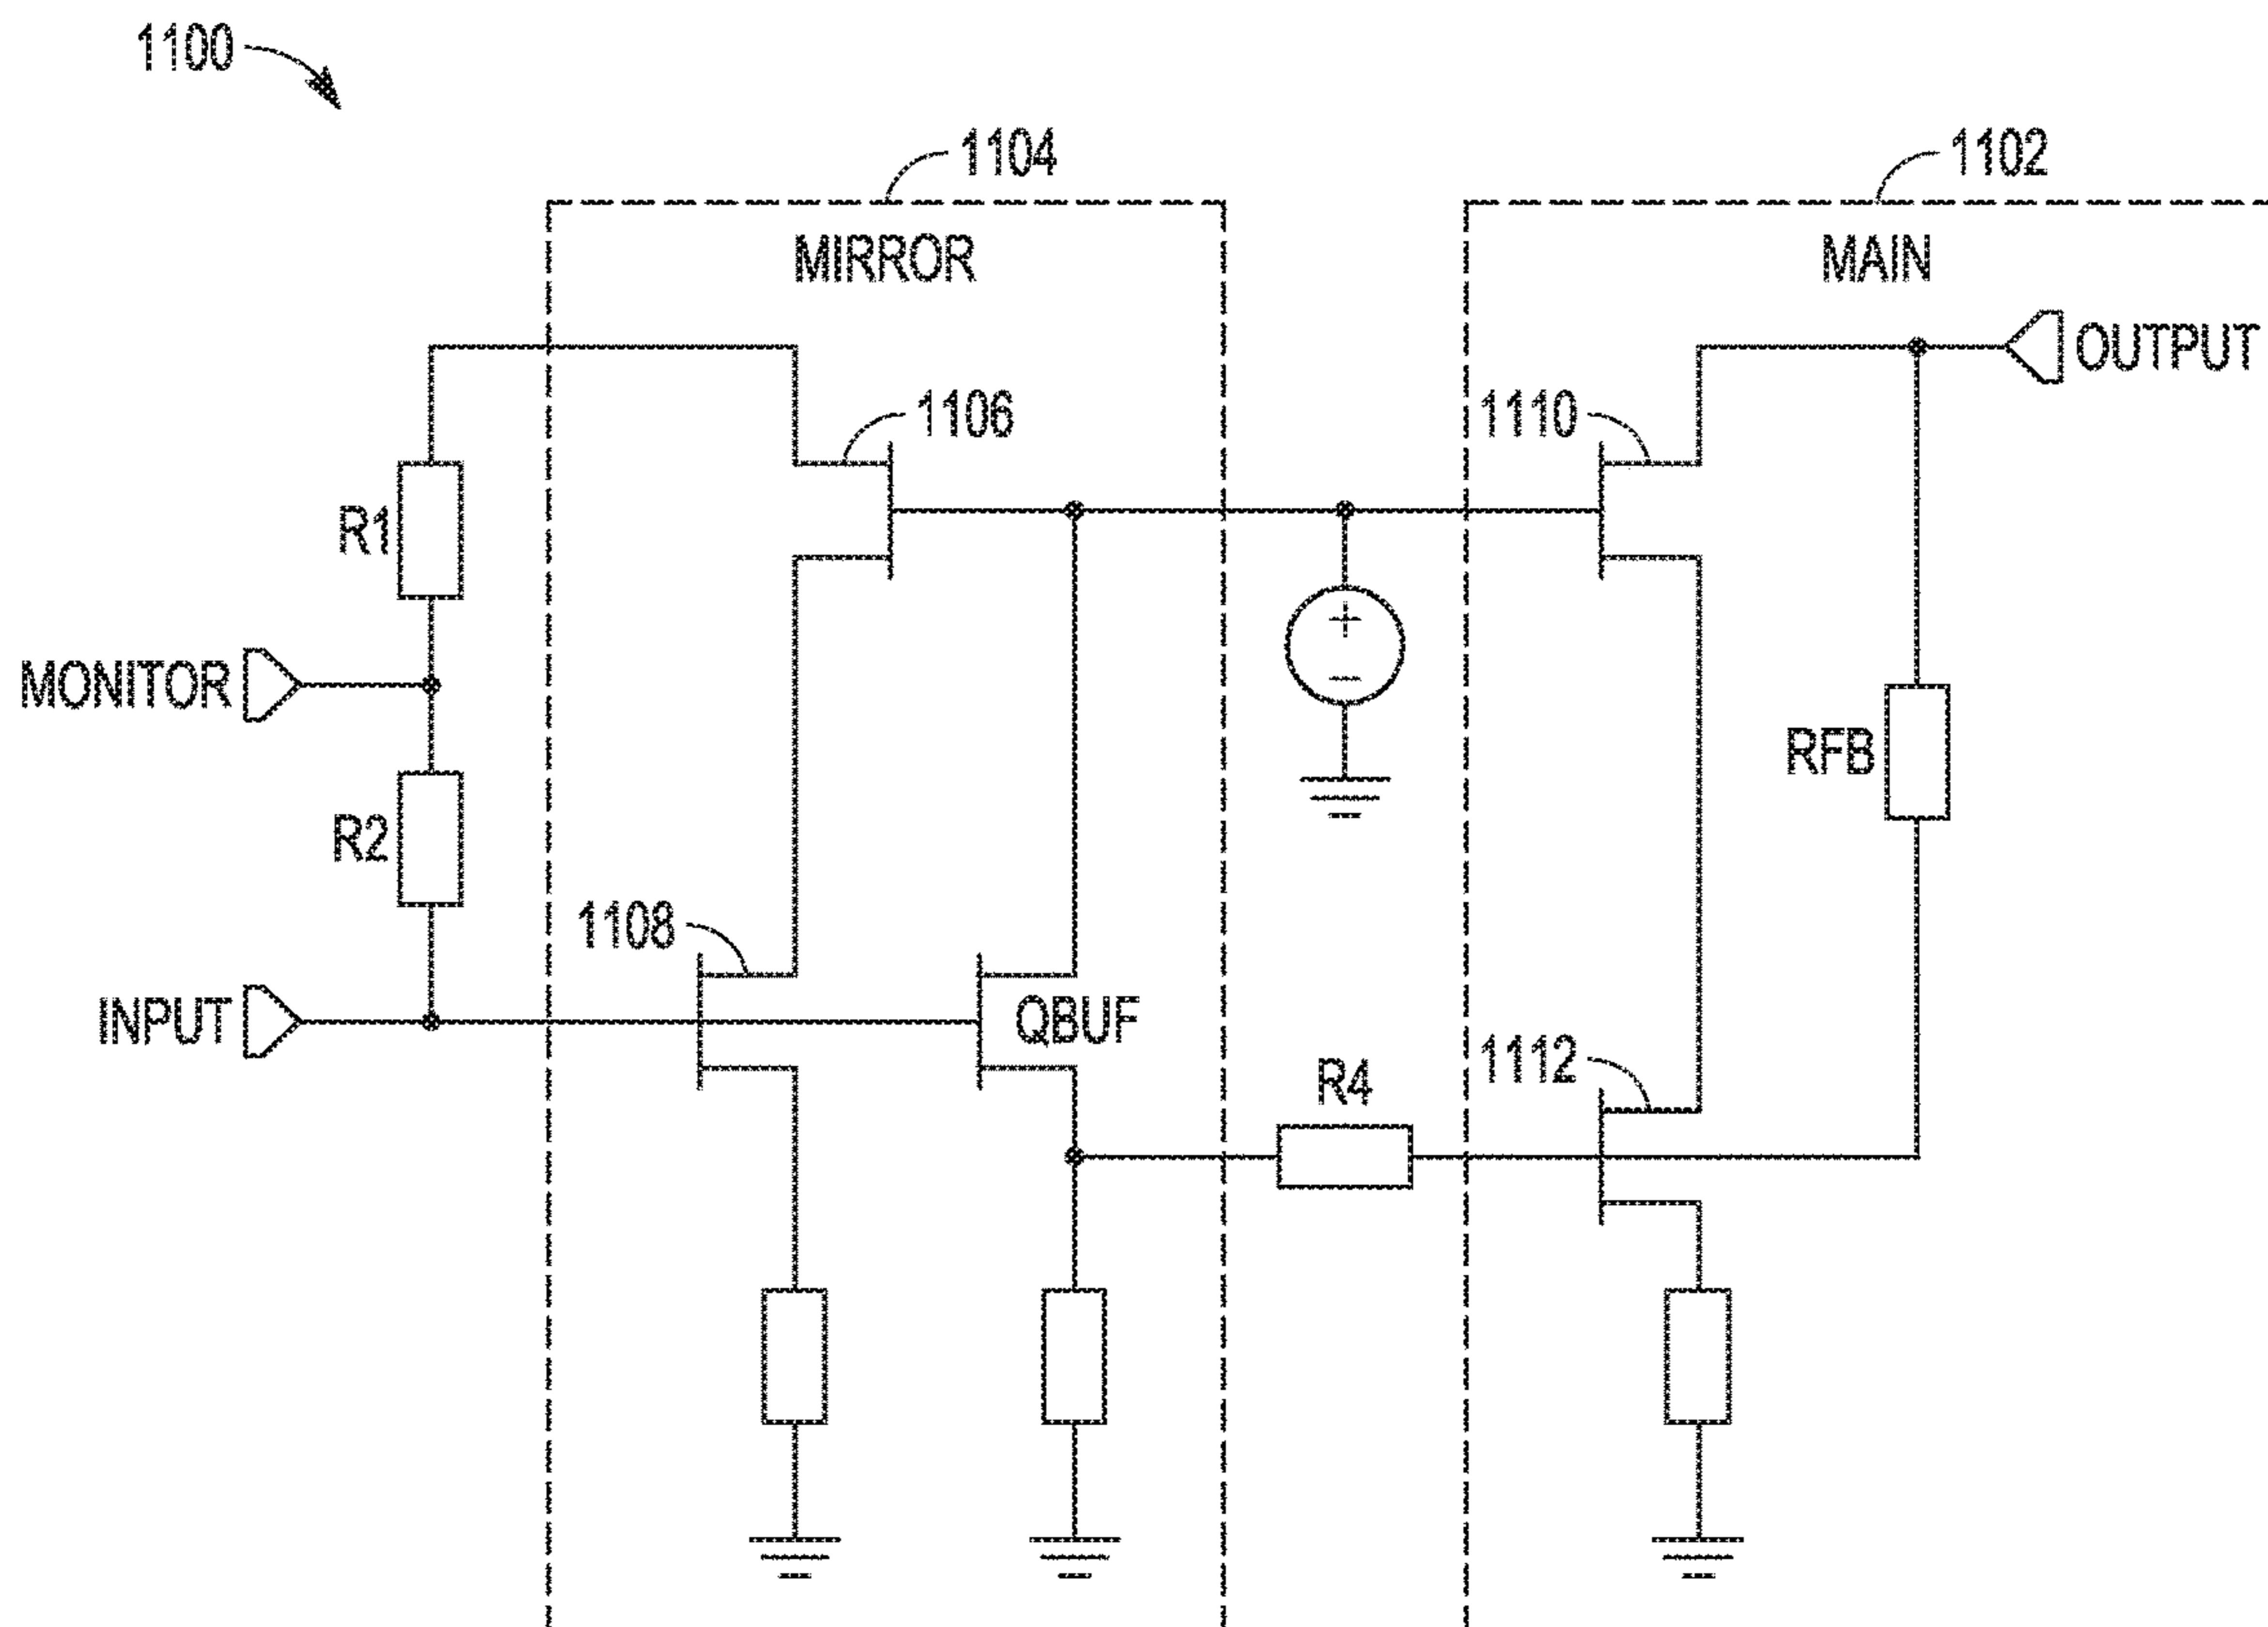 1100
1104
1102
MIRROR
MAIN
OUTPUT
1106
1110
R1
MONITOR
RFB
R2
1108
INPUT
QBUF
R4
1112